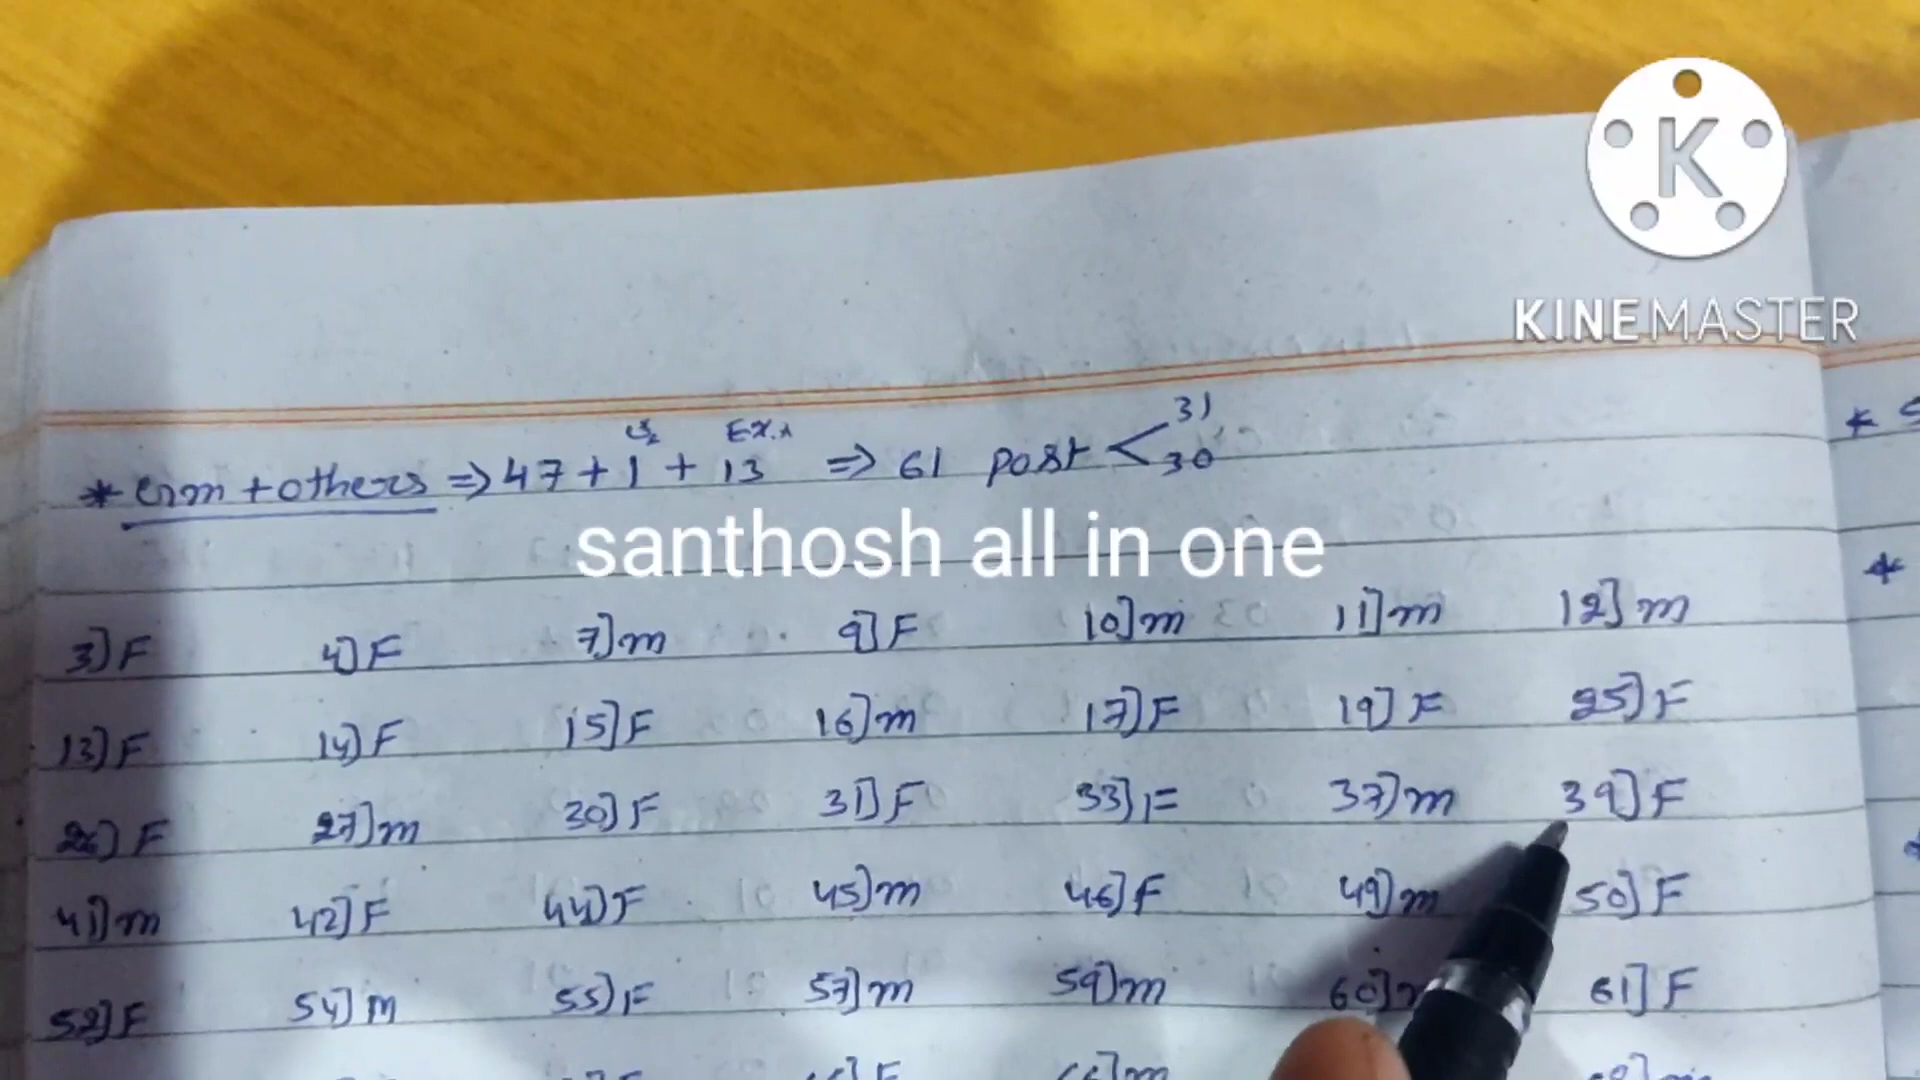 K
KINEMASTER
31
Ex.
* Gm + others => 47 + 1 + 13 => 61 post < 30
santhosh all in one
3]F 4]F 7]m 9]F 10]m 11]m 12]m
13]F 14]F 15]F 16]m 17]F 19]F 25]F
26]F 27]m 30]F 31]F 33]F 37]m 39]F
41]m 42]F 44]F 45]m 46]F 49]m 50]F
52]F 54]m 55]F 57]m 59]m 60]m 61]F